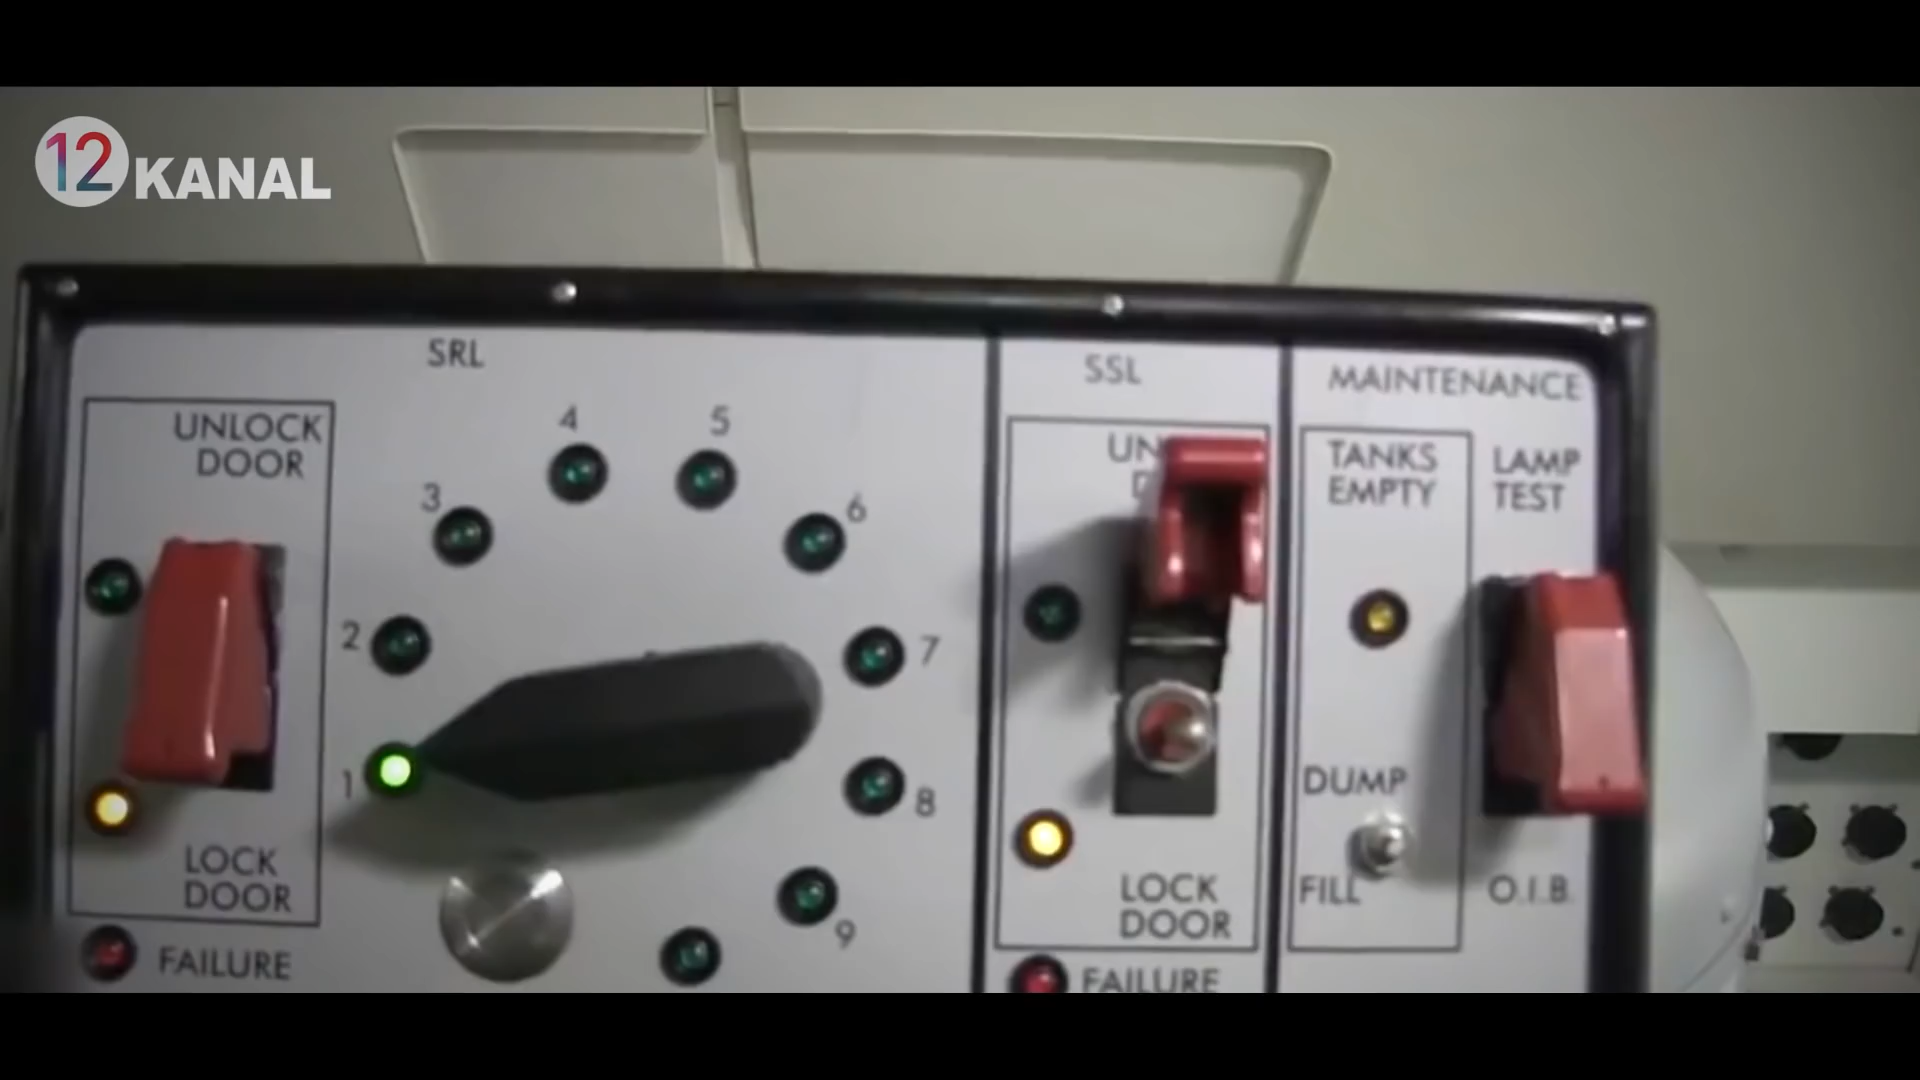 12 KANAL
SRL
UNLOCK
DOOR
LOCK
DOOR
FAILURE
1
2
3
4
5
6
7
8
9
SSL
UN
D
LOCK
DOOR
FAILURE
MAINTENANCE
TANKS
EMPTY
DUMP
FILL
LAMP
TEST
O.I.B.